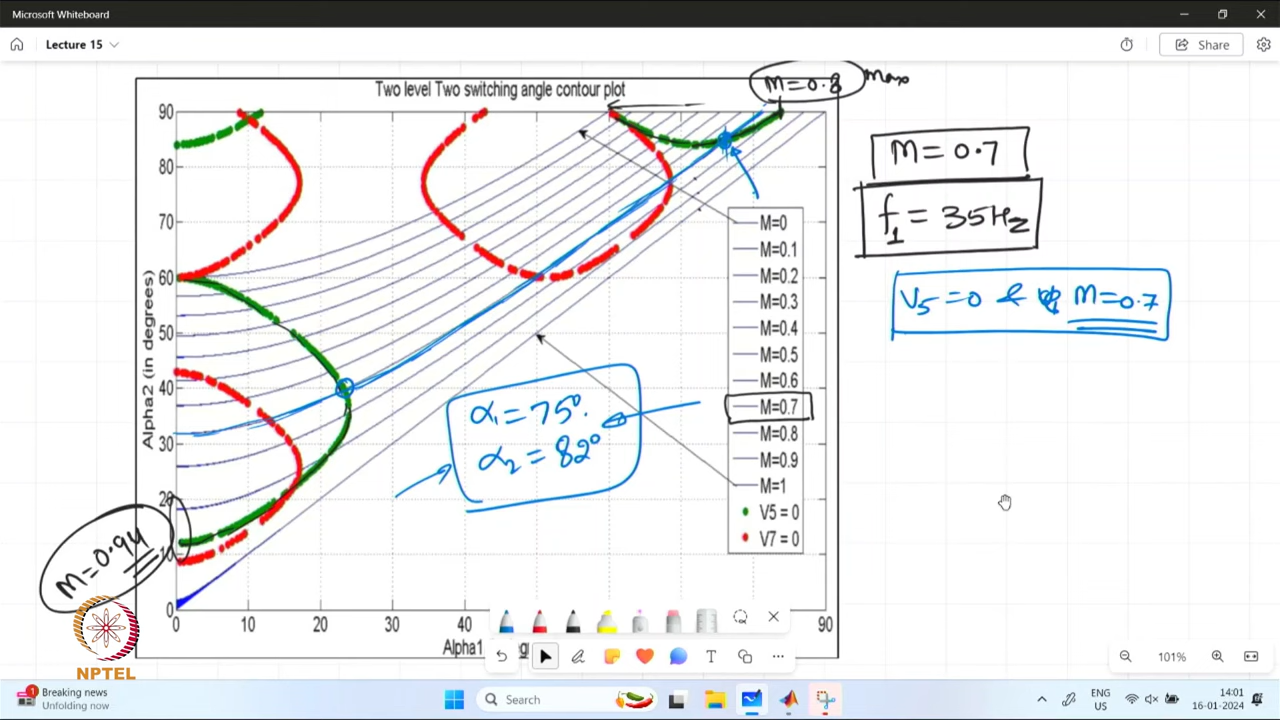 Microsoft Whiteboard
Lecture 15
Share
Two level Two switching angle contour plot
M=0.8 max
M=0.7
f1=35Hz
V5=0 & M=0.7
Alpha2 (in degrees)
90
80
70
60
50
40
30
20
10
0
M=0
M=0.1
M=0.2
M=0.3
M=0.4
M=0.5
M=0.6
M=0.7
M=0.8
M=0.9
M=1
V5 = 0
V7 = 0
α1=75°.
α2=82°
M=0.94
0
10
20
30
40
90
Alpha1
NPTEL
101%
1
Breaking news
Unfolding now
Search
ENG
US
14:01
16-01-2024